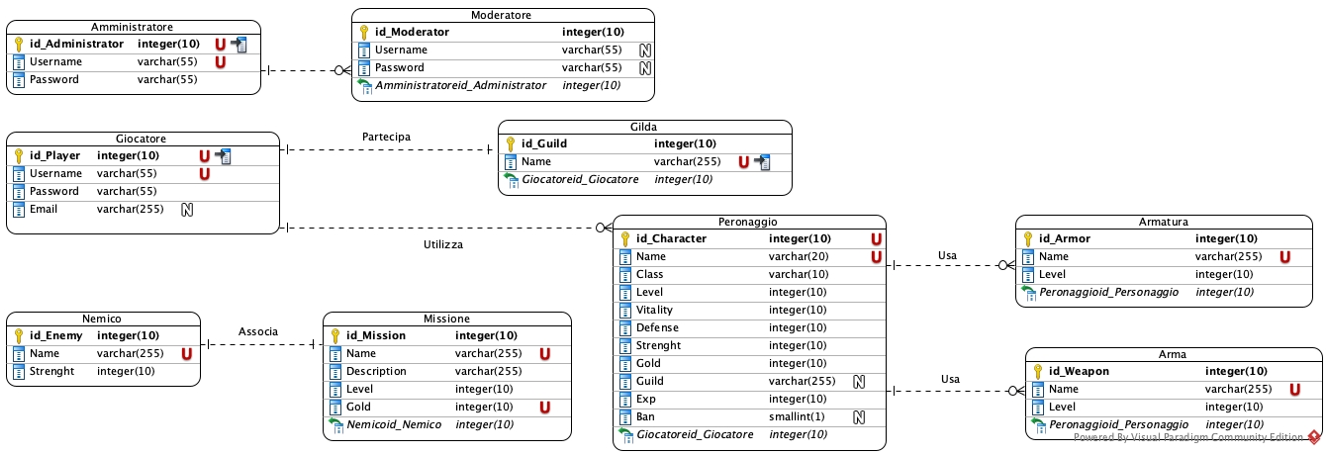 Amministratore
id_Administrator integer(10) U
Username varchar(55) U
Password varchar(55)
Moderatore
id_Moderator integer(10)
Username varchar(55) N
Password varchar(55) N
Amministratoreid_Administrator integer(10)
Giocatore
id_Player integer(10) U
Username varchar(55) U
Password varchar(55)
Email varchar(255) N
Partecipa
Gilda
id_Guild integer(10)
Name varchar(255) U
Giocatoreid_Giocatore integer(10)
Utilizza
Peronaggio
id_Character integer(10) U
Name varchar(20) U
Class varchar(10)
Level integer(10)
Vitality integer(10)
Defense integer(10)
Strenght integer(10)
Gold integer(10)
Guild varchar(255) N
Exp integer(10)
Ban smallint(1) N
Giocatoreid_Giocatore integer(10)
Usa
Armatura
id_Armor integer(10)
Name varchar(255) U
Level integer(10)
Peronaggioid_Personaggio integer(10)
Nemico
id_Enemy integer(10)
Name varchar(255) U
Strenght integer(10)
Associa
Missione
id_Mission integer(10)
Name varchar(255) U
Description varchar(255)
Level integer(10)
Gold integer(10) U
Nemicoid_Nemico integer(10)
Usa
Arma
id_Weapon integer(10)
Name varchar(255) U
Level integer(10)
Peronaggioid_Personaggio integer(10)
Powered By Visual Paradigm Community Edition